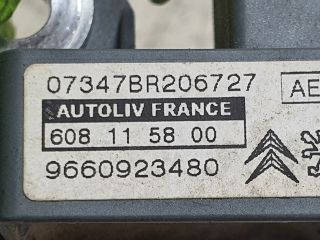 07347BR206727
AE
AUTOLIV FRANCE
608 11 58 00
9660923480